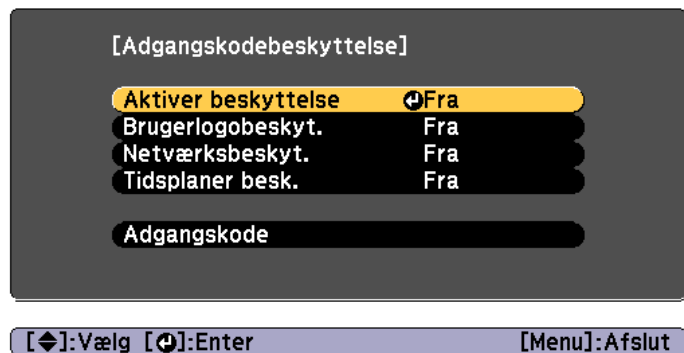 [Adgangskodebeskyttelse]
Aktiver beskyttelse Fra
Brugerlogobeskyt. Fra
Netværksbeskyt. Fra
Tidsplaner besk. Fra
Adgangskode
[◆]:Vælg [↵]:Enter [Menu]:Afslut